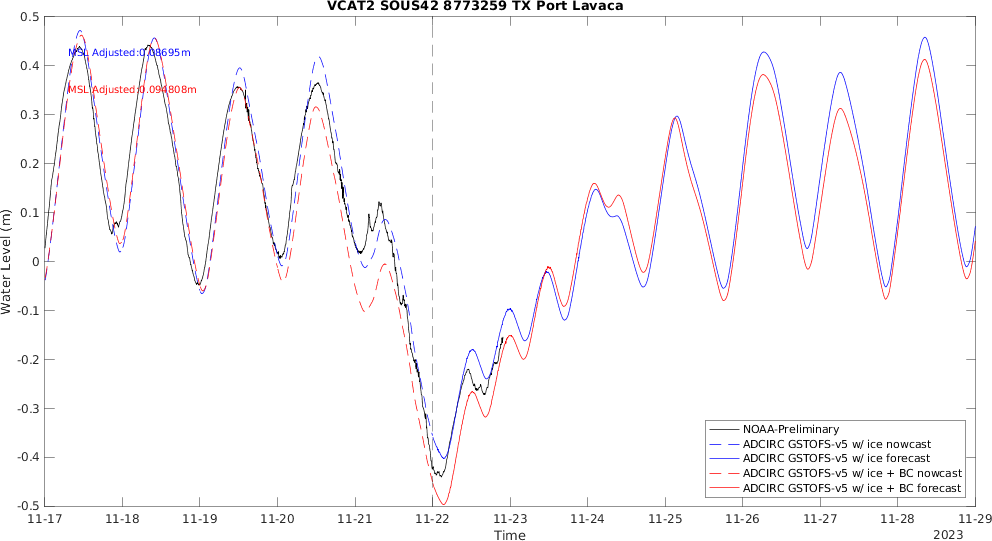 VCAT2 SOUS42 8773259 TX Port Lavaca
0.5
0.4
0.3
0.2
0.1
0
-0.1
-0.2
-0.3
-0.4
-0.5
Water Level (m)
MSL Adjusted:0.08695m
MSL Adjusted:0.094808m
NOAA-Preliminary
ADCIRC GSTOFS-v5 w/ ice nowcast
ADCIRC GSTOFS-v5 w/ ice forecast
ADCIRC GSTOFS-v5 w/ ice + BC nowcast
ADCIRC GSTOFS-v5 w/ ice + BC forecast
11-17 11-18 11-19 11-20 11-21 11-22 11-23 11-24 11-25 11-26 11-27 11-28 11-29
Time
2023